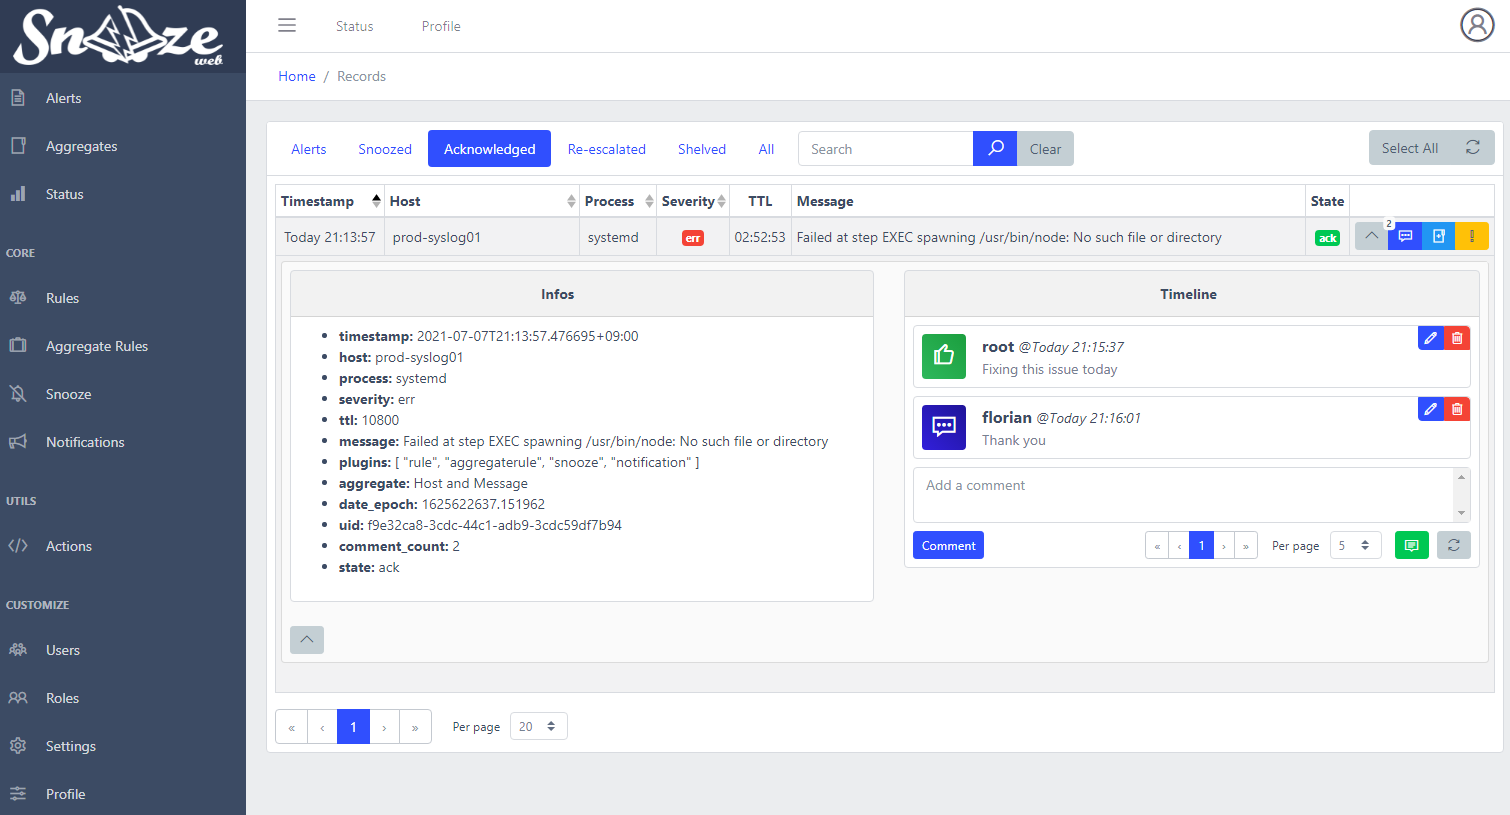 Snooze
web
Alerts
Aggregates
Status
CORE
Rules
Aggregate Rules
Snooze
Notifications
UTILS
Actions
CUSTOMIZE
Users
Roles
Settings
Profile
Status Profile
Home / Records
Alerts Snoozed Acknowledged Re-escalated Shelved All Search Clear Select All
Timestamp Host Process Severity TTL Message State
Today 21:13:57 prod-syslog01 systemd err 02:52:53 Failed at step EXEC spawning /usr/bin/node: No such file or directory ack 2
Infos
timestamp: 2021-07-07T21:13:57.476695+09:00
host: prod-syslog01
process: systemd
severity: err
ttl: 10800
message: Failed at step EXEC spawning /usr/bin/node: No such file or directory
plugins: [ "rule", "aggregaterule", "snooze", "notification" ]
aggregate: Host and Message
date_epoch: 1625622637.151962
uid: f9e32ca8-3cdc-44c1-adb9-3cdc59df7b94
comment_count: 2
state: ack
Timeline
root @Today 21:15:37
Fixing this issue today
florian @Today 21:16:01
Thank you
Add a comment
Comment « ‹ 1 › » Per page 5
« ‹ 1 › » Per page 20